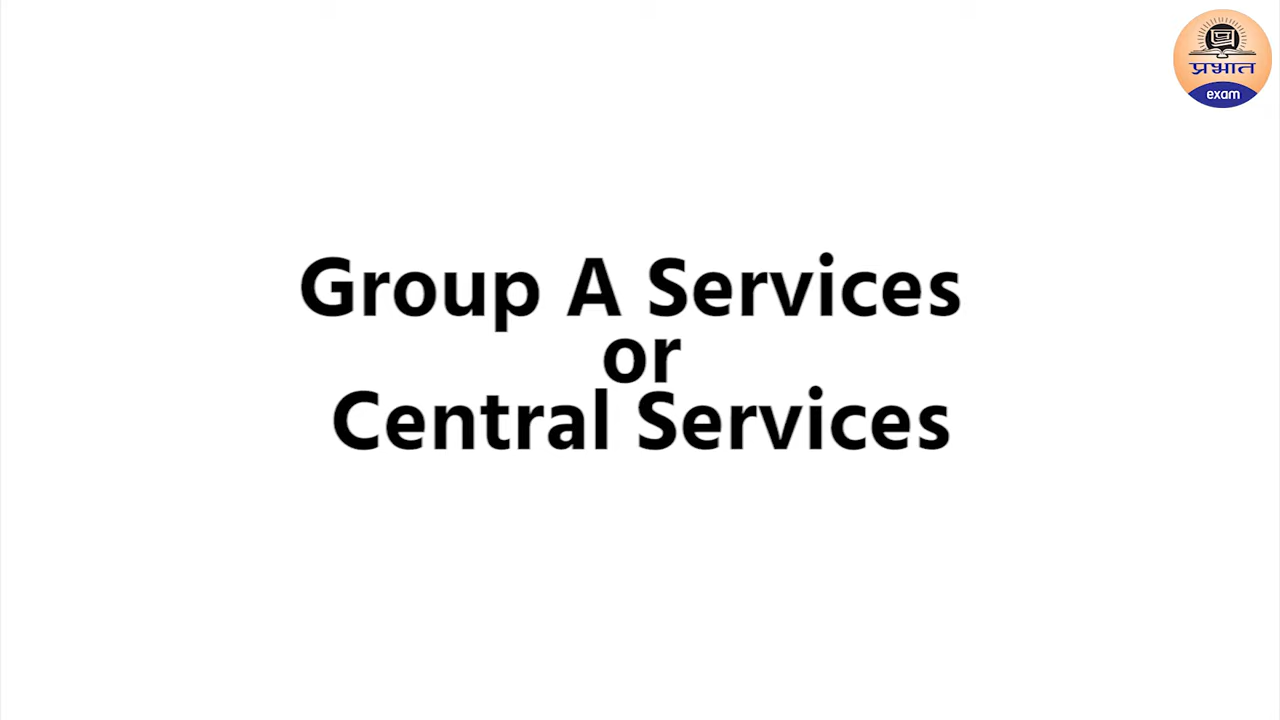 प्रभात
exam
Group A Services
or
Central Services